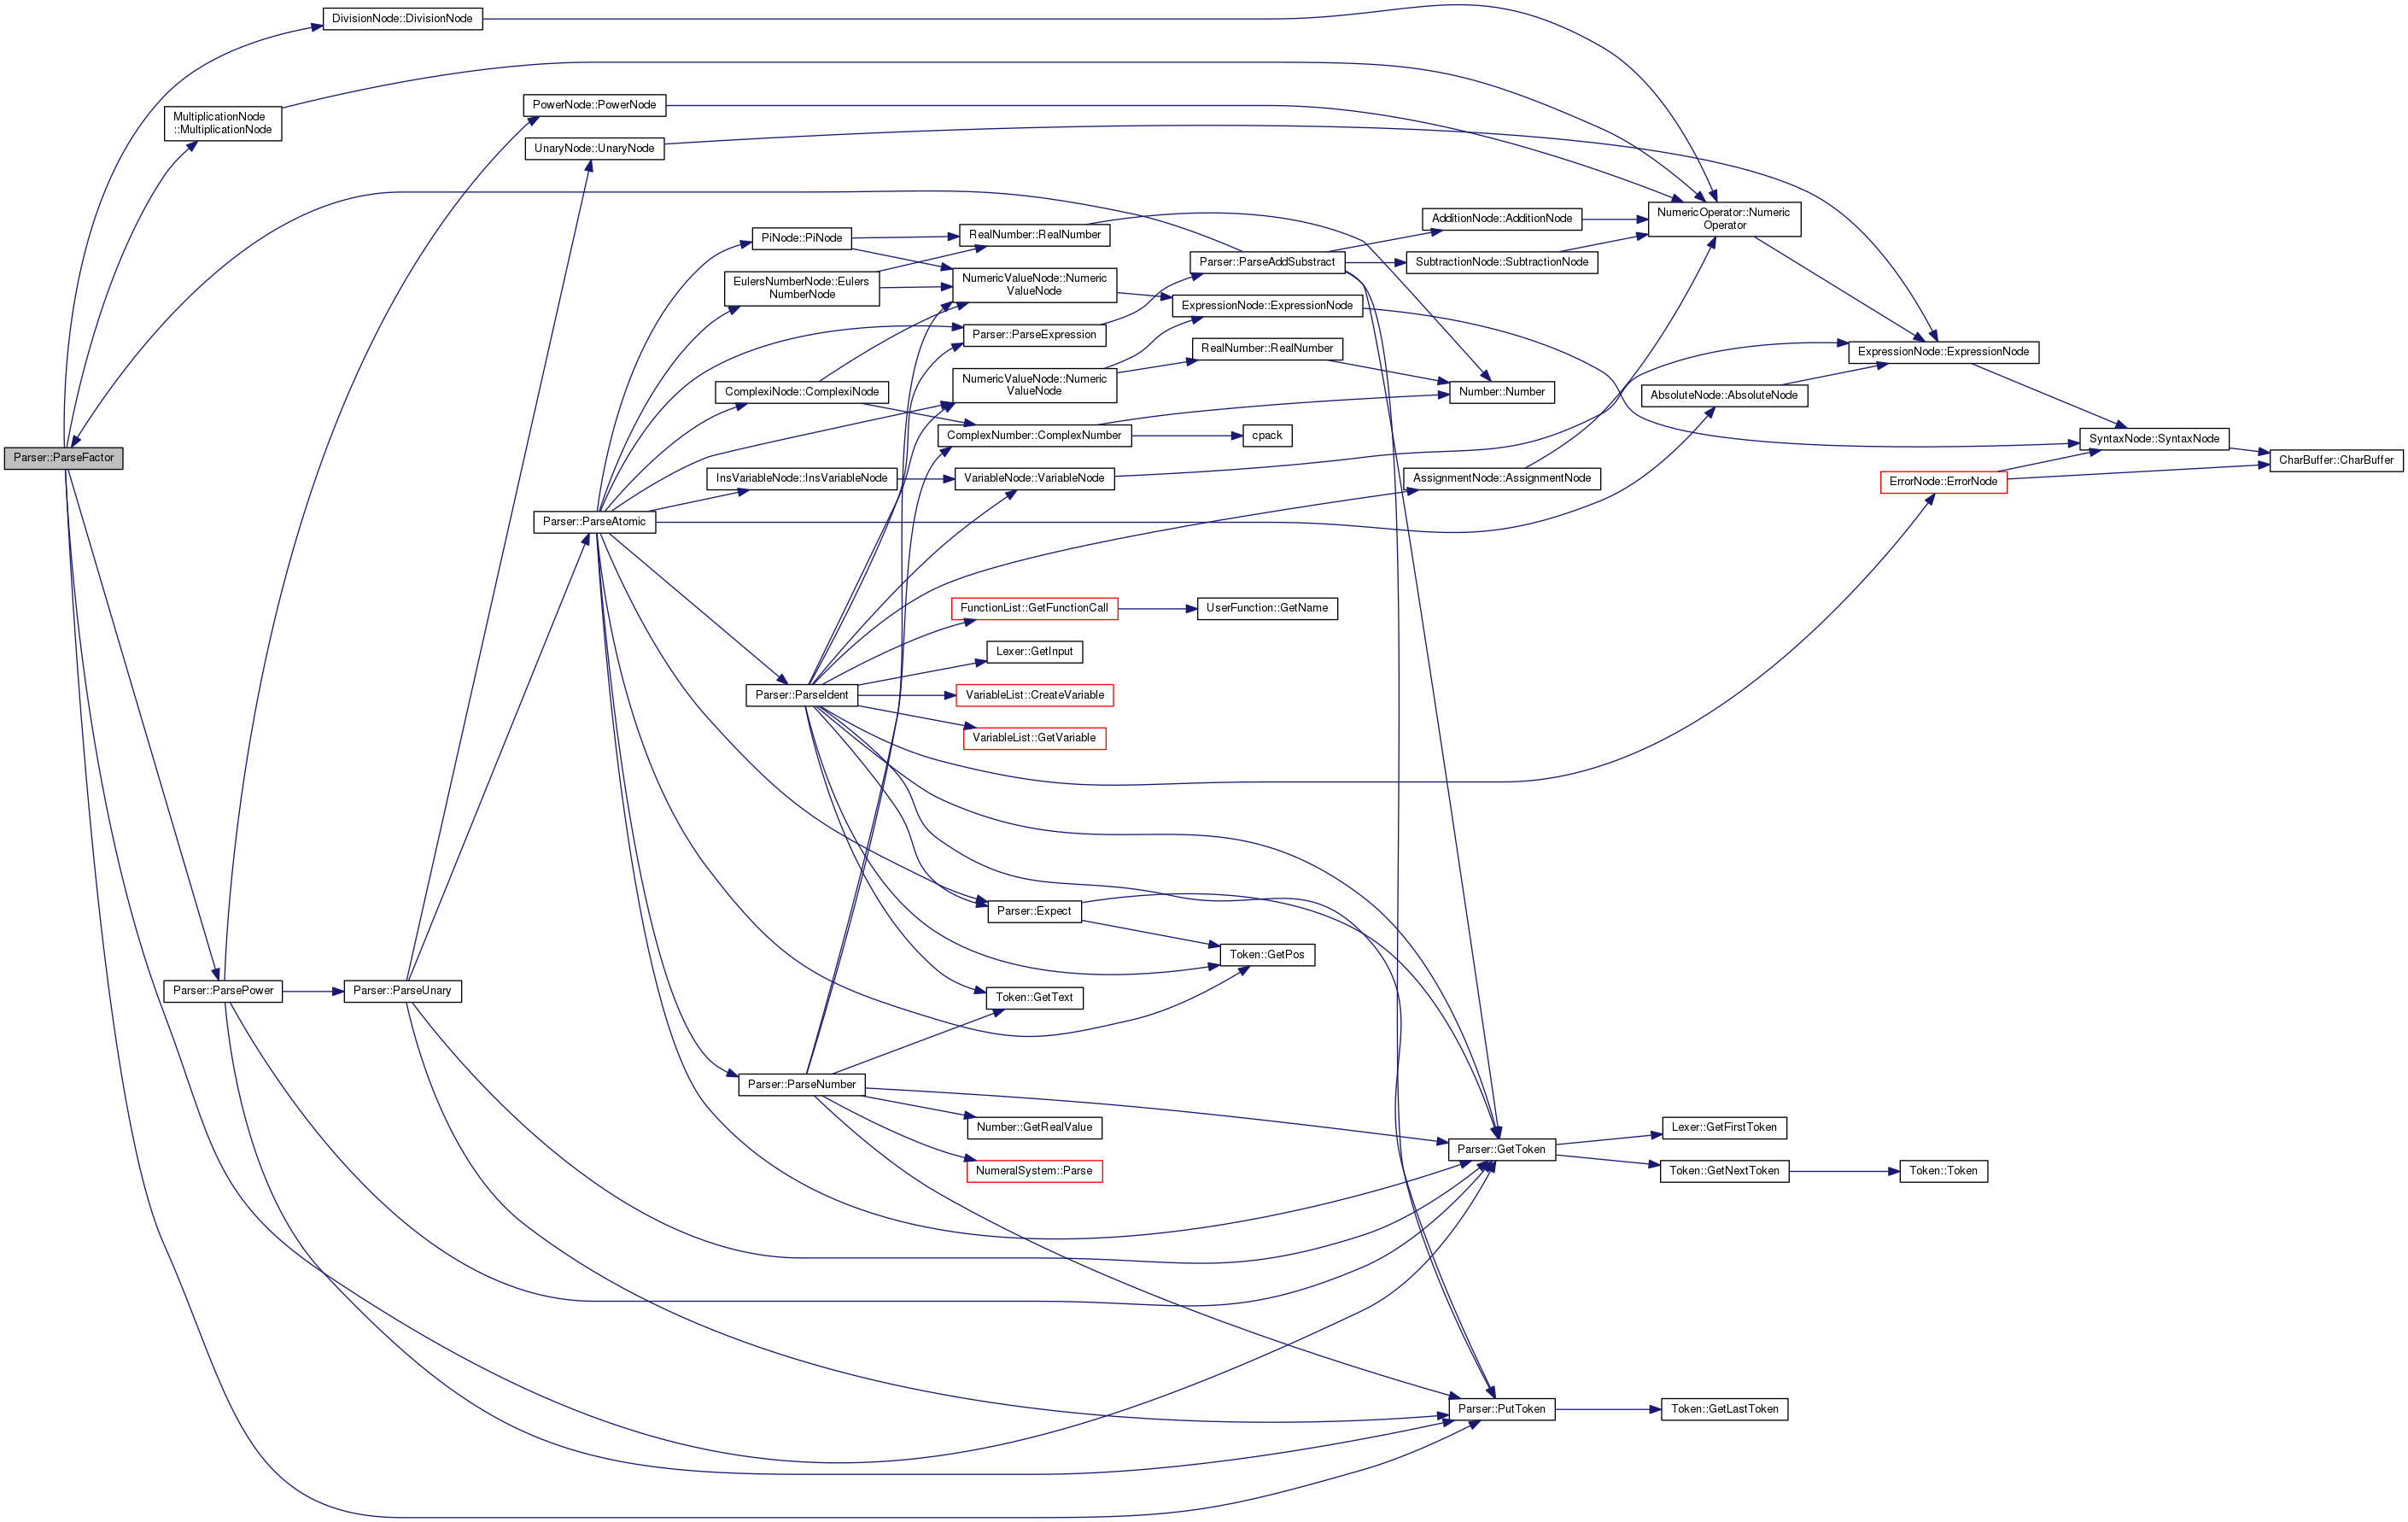 DivisionNode::DivisionNode
MultiplicationNode
::MultiplicationNode
PowerNode::PowerNode
UnaryNode::UnaryNode
PiNode::PiNode
RealNumber::RealNumber
AdditionNode::AdditionNode
NumericOperator::Numeric
Operator
EulersNumberNode::Eulers
NumberNode
NumericValueNode::Numeric
ValueNode
Parser::ParseAddSubstract
SubtractionNode::SubtractionNode
Parser::ParseExpression
ExpressionNode::ExpressionNode
RealNumber::RealNumber
ExpressionNode::ExpressionNode
ComplexiNode::ComplexiNode
NumericValueNode::Numeric
ValueNode
Number::Number
AbsoluteNode::AbsoluteNode
Parser::ParseFactor
ComplexNumber::ComplexNumber
cpack
SyntaxNode::SyntaxNode
CharBuffer::CharBuffer
InsVariableNode::InsVariableNode
VariableNode::VariableNode
AssignmentNode::AssignmentNode
ErrorNode::ErrorNode
Parser::ParseAtomic
FunctionList::GetFunctionCall
UserFunction::GetName
Lexer::GetInput
Parser::ParseIdent
VariableList::CreateVariable
VariableList::GetVariable
Parser::Expect
Token::GetPos
Parser::ParsePower
Parser::ParseUnary
Token::GetText
Parser::ParseNumber
Number::GetRealValue
Lexer::GetFirstToken
Parser::GetToken
NumeralSystem::Parse
Token::GetNextToken
Token::Token
Parser::PutToken
Token::GetLastToken